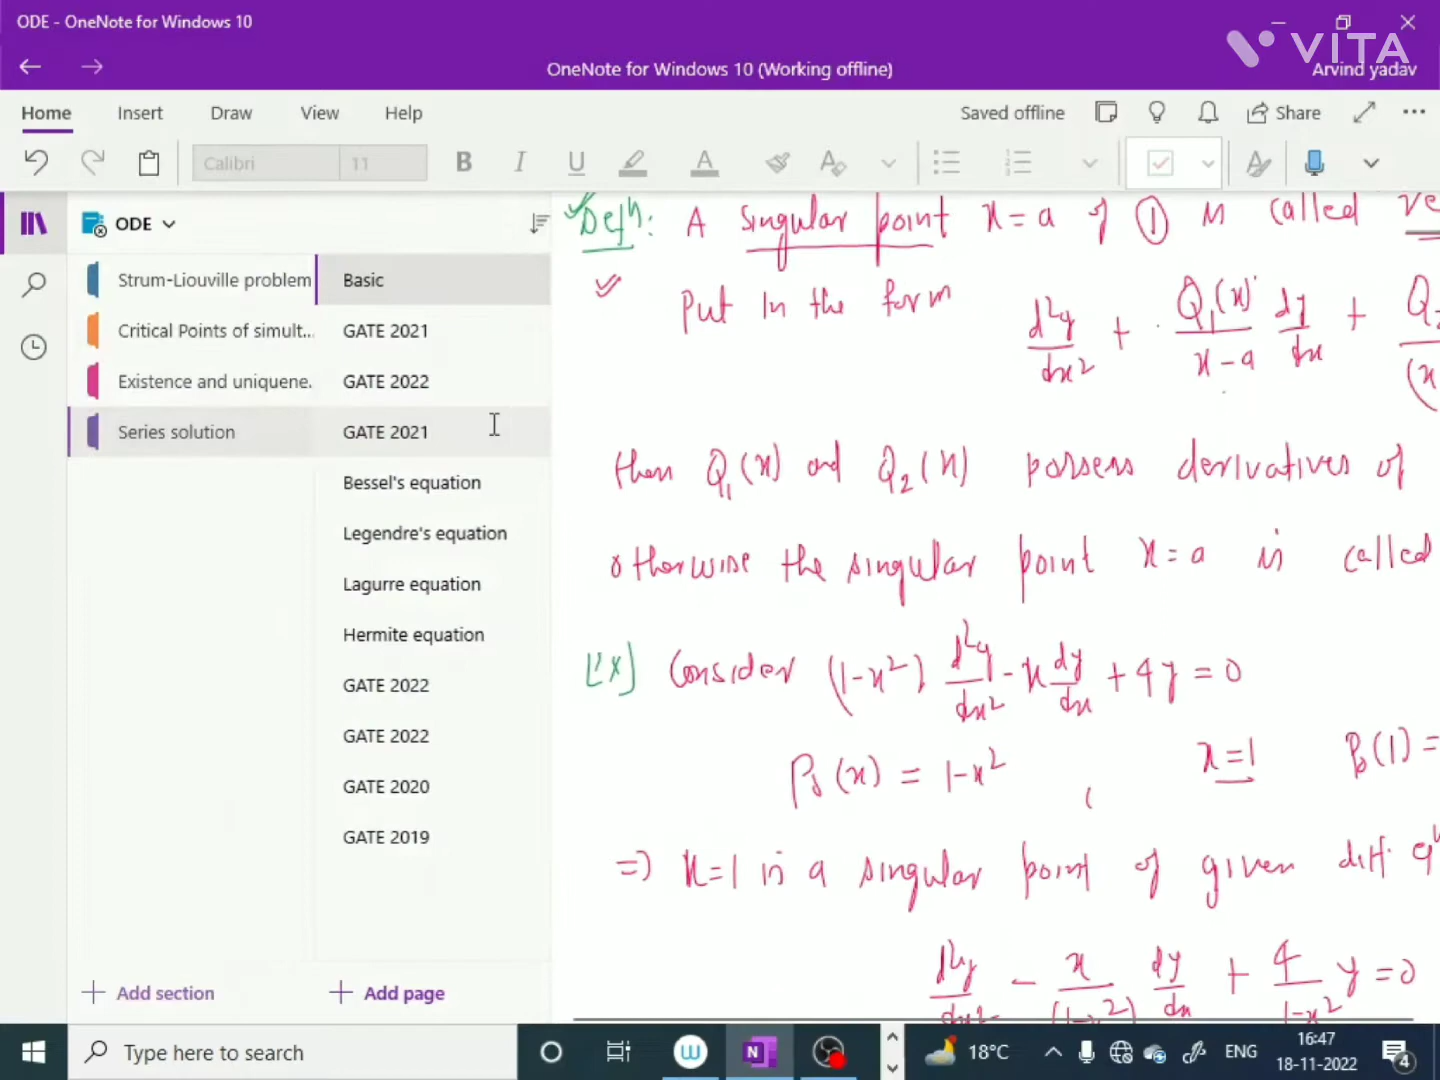 ODE - OneNote for Windows 10
VITA
OneNote for Windows 10 (Working offline)
Arvind yadav
Home Insert Draw View Help
Saved offline
Share
Calibri 11 B I U A
ODE
Strum-Liouville problem
Critical Points of simult...
Existence and uniquene.
Series solution
Basic
GATE 2021
GATE 2022
GATE 2021
Bessel's equation
Legendre's equation
Lagurre equation
Hermite equation
GATE 2022
GATE 2022
GATE 2020
GATE 2019
Add section
Add page
Defn: A singular point x=a of ① is called
Put in the form d²y/dx² + Q₁(x)/(x-a) dy/dx +
then Q₁(x) and Q₂(x) possess derivatives of
otherwise the singular point x=a is called
Consider (1-x²) d²y/dx² - x dy/dx + 4y = 0
P₀(x) = 1-x² , x=1 P₀(1) =
=) x=1 is a singular point of given diff. eqn
d²y/dx² - x/(1-x²) dy/dx + 4/(1-x²) y = 0
Type here to search
18°C
ENG
16:47
18-11-2022
4